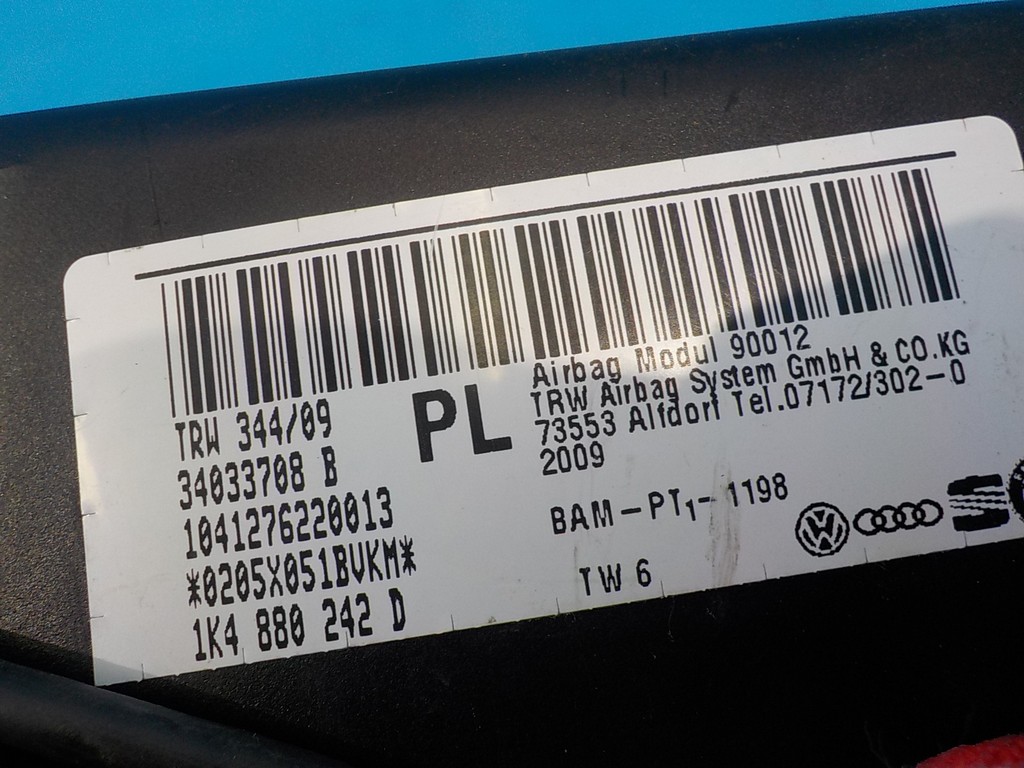 TRW 344/09
34033708 B
1041276220013
*0205X051BVKM*
1K4 880 242 D
PL
Airbag Modul 90012
TRW Airbag System GmbH & CO.KG
73553 Alfdorf Tel.07172/302-0
2009
BAM-PT1-1198
TW 6